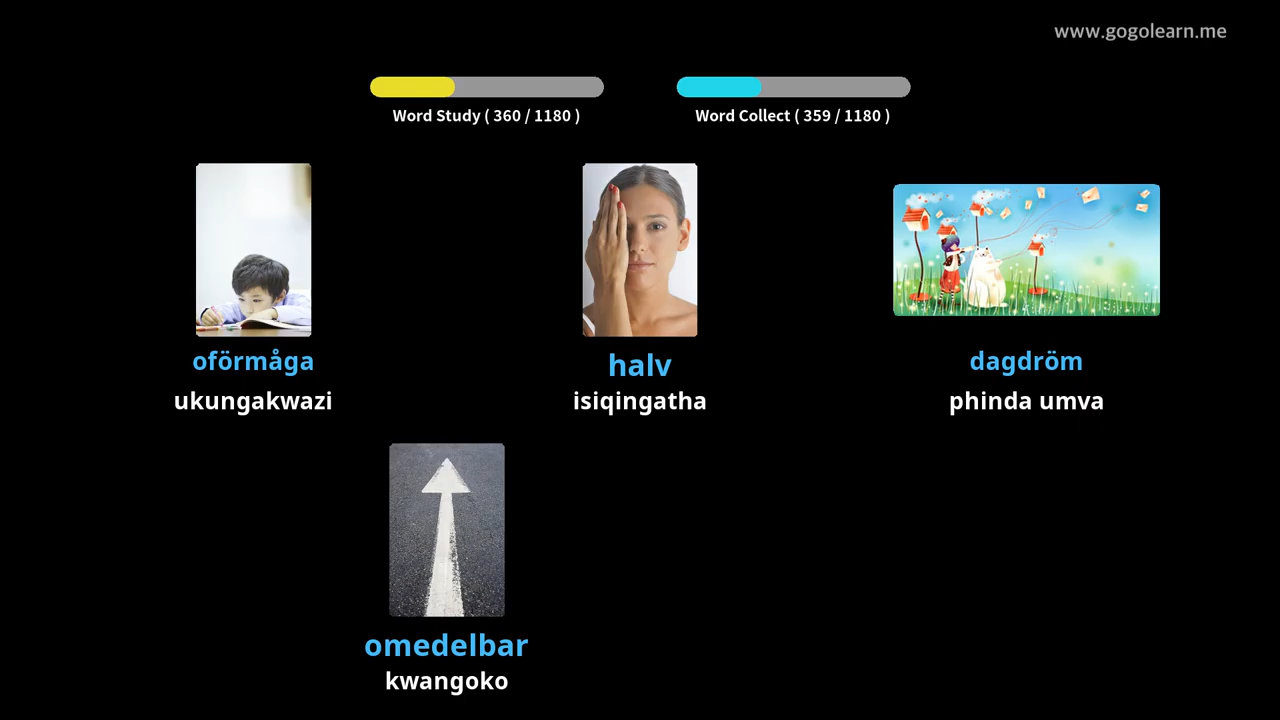 www.gogolearn.me
Word Study ( 360 / 1180 )
Word Collect ( 359 / 1180 )
oförmåga
halv
dagdröm
ukungakwazi
isiqingatha
phinda umva
omedelbar
kwangoko